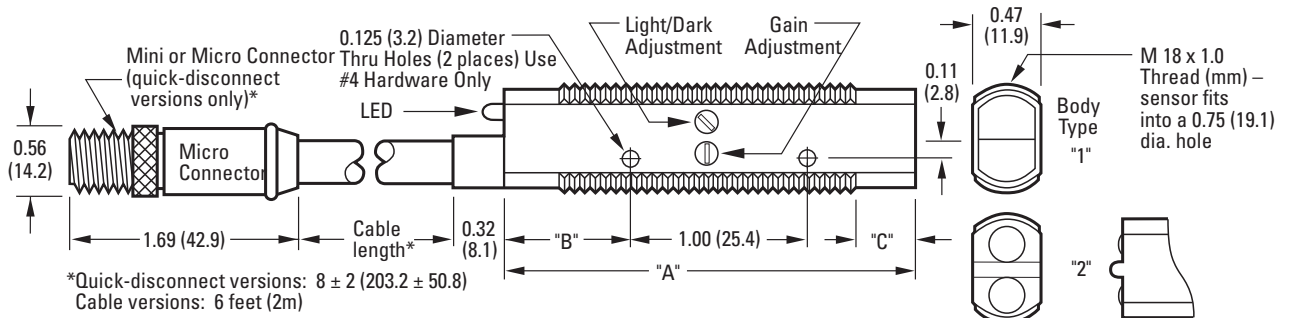 Mini or Micro Connector
(quick-disconnect
versions only)*
0.125 (3.2) Diameter
Thru Holes (2 places) Use
#4 Hardware Only
LED
Light/Dark
Adjustment
Gain
Adjustment
0.47
(11.9)
0.11
(2.8)
M 18 x 1.0
Thread (mm) –
sensor fits
into a 0.75 (19.1)
dia. hole
Body
Type
"1"
0.56
(14.2)
Micro
Connector
1.69 (42.9)
Cable
length*
0.32
(8.1)
"B"
1.00 (25.4)
"C"
"A"
"2"
*Quick-disconnect versions: 8 ± 2 (203.2 ± 50.8)
Cable versions: 6 feet (2m)